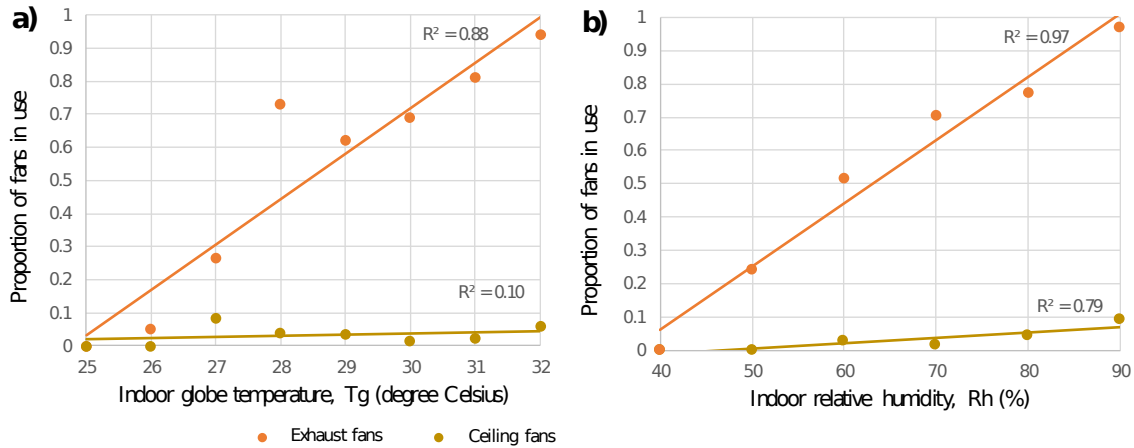 a)
Proportion of fans in use
1
0.9
0.8
0.7
0.6
0.5
0.4
0.3
0.2
0.1
0
R² = 0.88
R² = 0.10
25 26 27 28 29 30 31 32
Indoor globe temperature, Tg (degree Celsius)
b)
Proportion of fans in use
1
0.9
0.8
0.7
0.6
0.5
0.4
0.3
0.2
0.1
0
R² = 0.97
R² = 0.79
40 50 60 70 80 90
Indoor relative humidity, Rh (%)
Exhaust fans Ceiling fans